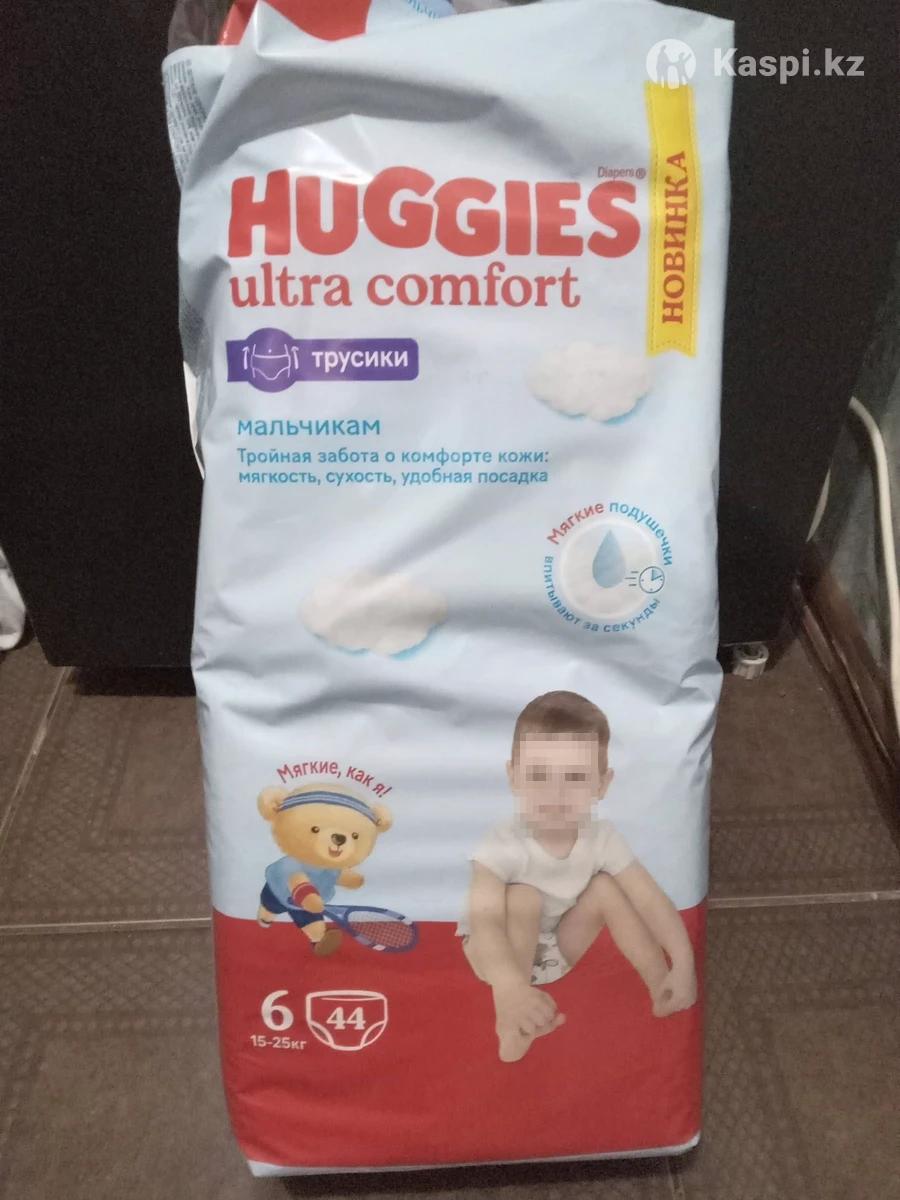 Kaspi.kz
Diapers®
HUGGIES
ultra comfort
НОВИНКА
трусики
мальчикам
Тройная забота о комфорте кожи:
мягкость, сухость, удобная посадка
Мягкие подушечки
впитывают за секунды
Мягкие, как я!
6
44
15-25кг